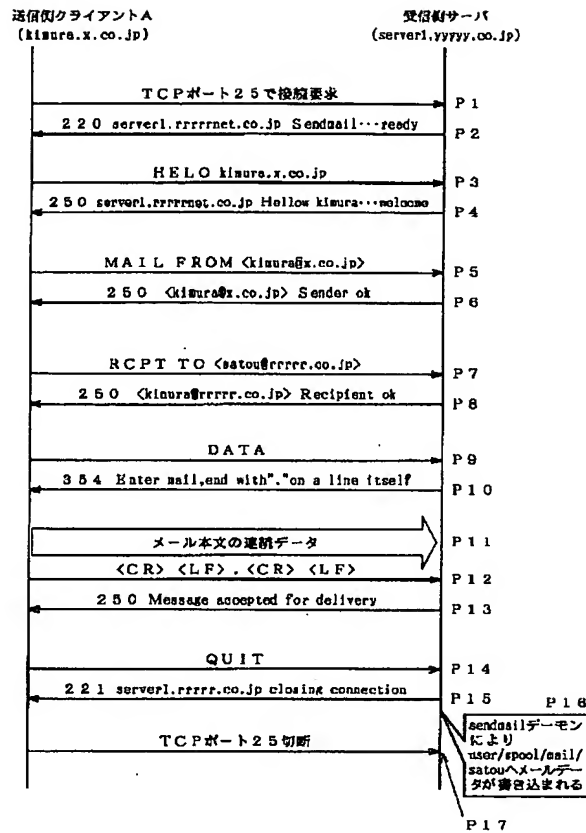 送信側クライアントA
(kimura.x.co.jp)
受信側サーバ
(server1.yyyyy.co.jp)
TCPポート25で接続要求
P1
220 server1.rrrrrnet.co.jp Sendmail・・・ready
P2
HELO kimura.x.co.jp
P3
250 server1.rrrrrnet.co.jp Hellow kimura・・・welcome
P4
MAIL FROM <kimura@x.co.jp>
P5
250 <kimura@x.co.jp> Sender ok
P6
RCPT TO <satou@rrrrr.co.jp>
P7
250 <kimura@rrrrr.co.jp> Recipient ok
P8
DATA
P9
354 Enter mail,end with"."on a line itself
P10
メール本文の連続データ
P11
<CR> <LF>.<CR> <LF>
P12
250 Message accepted for delivery
P13
QUIT
P14
221 server1.rrrrr.co.jp closing connection
P15
P16
sendmailデーモン
により
user/spool/mail/
satouへメールデー
タが書き込まれる
TCPポート25切断
P17